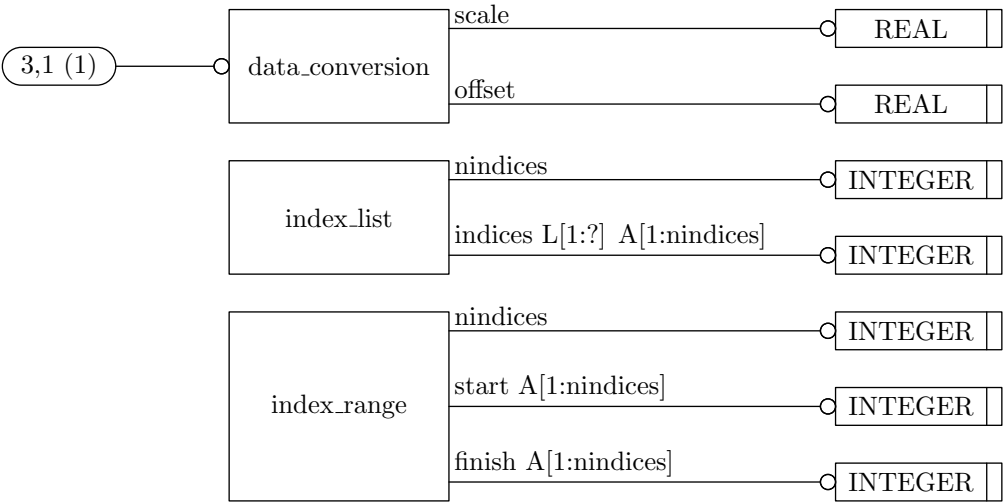 scale
REAL
3,1 (1)
data_conversion
offset
REAL
nindices
INTEGER
index_list
indices L[1:?] A[1:nindices]
INTEGER
nindices
INTEGER
start A[1:nindices]
index_range
INTEGER
finish A[1:nindices]
INTEGER